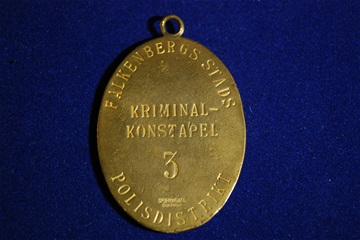 FALKENBERGS STADS
KRIMINAL-
KONSTAPEL
3
POLISDISTRIKT